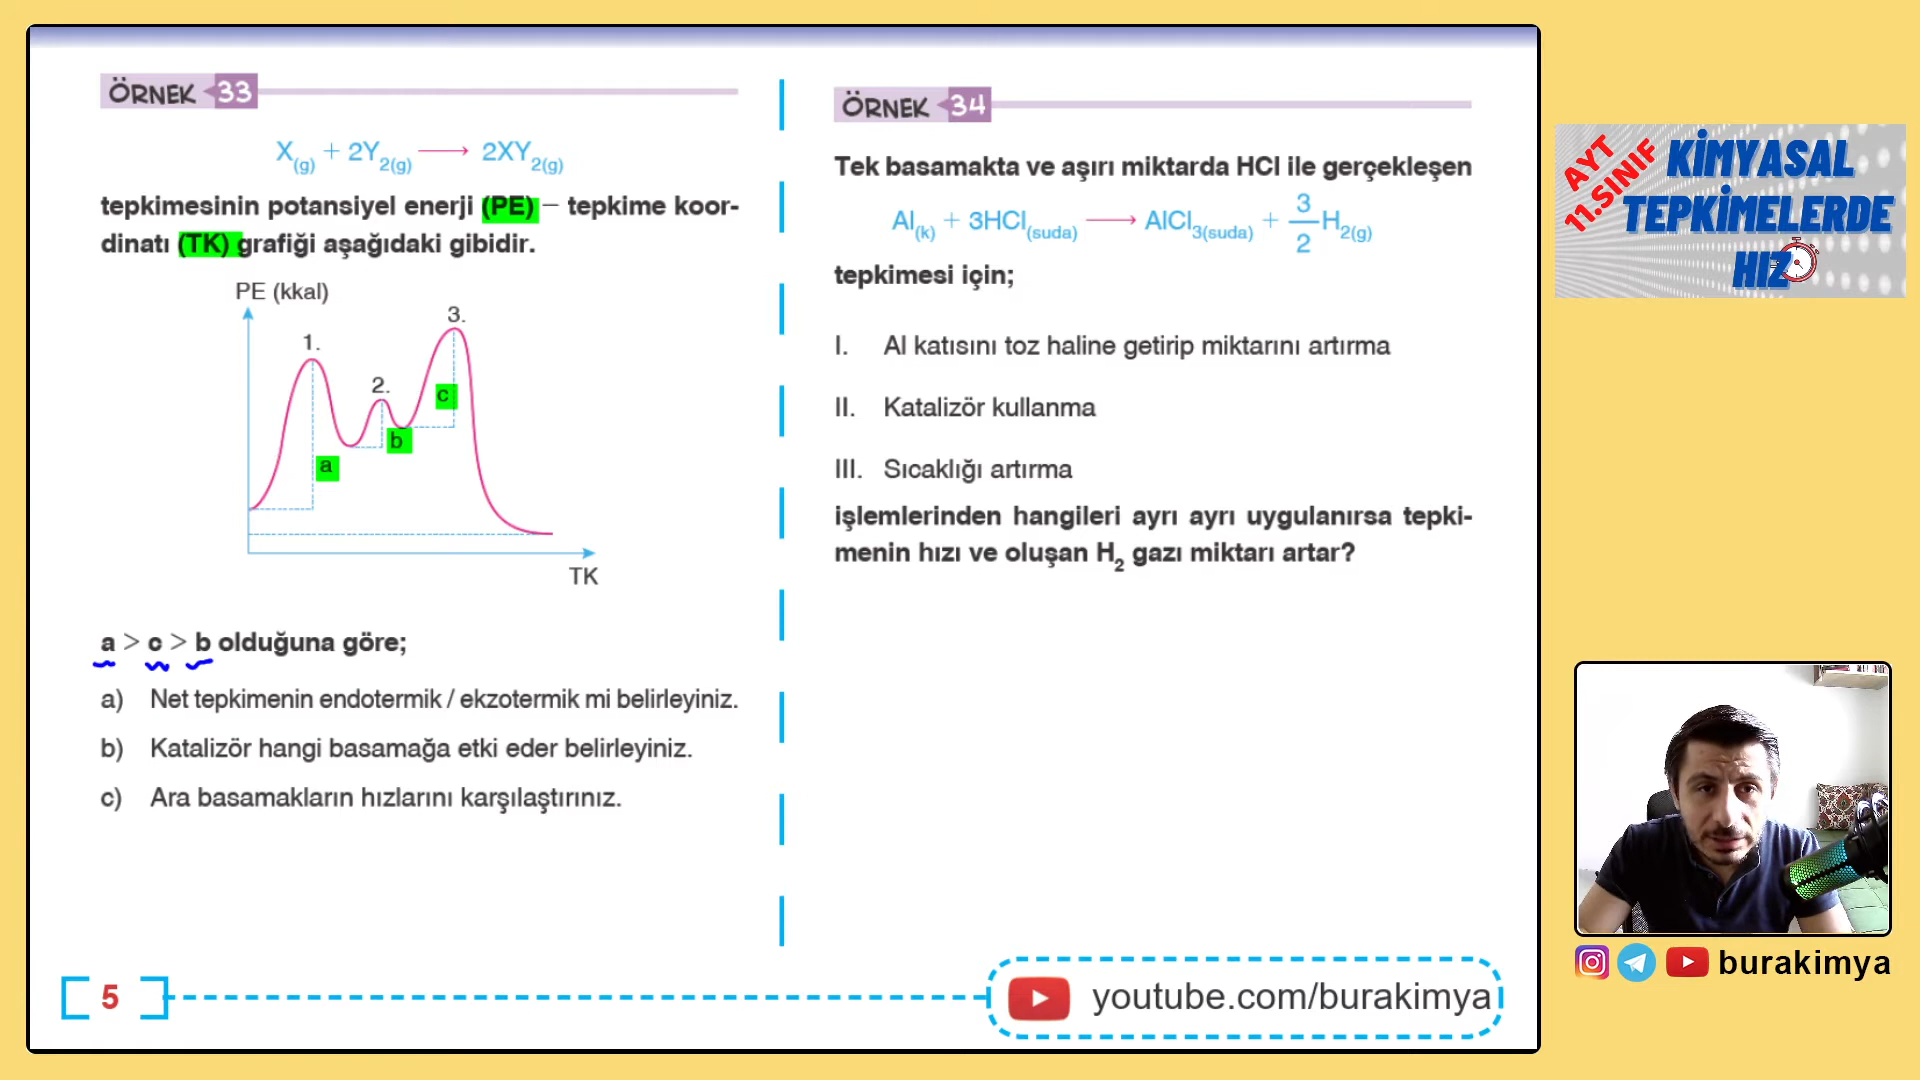 ÖRNEK 33
X(g) + 2Y2(g) → 2XY2(g)
tepkimesinin potansiyel enerji (PE) – tepkime koor-
dinatı (TK) grafiği aşağıdaki gibidir.
PE (kkal)
1.
2.
3.
a
b
c
TK
a > c > b olduğuna göre;
a) Net tepkimenin endotermik / ekzotermik mi belirleyiniz.
b) Katalizör hangi basamağa etki eder belirleyiniz.
c) Ara basamakların hızlarını karşılaştırınız.
5
ÖRNEK 34
Tek basamakta ve aşırı miktarda HCl ile gerçekleşen
Al(k) + 3HCl(suda) → AlCl3(suda) + 3/2 H2(g)
tepkimesi için;
I. Al katısını toz haline getirip miktarını artırma
II. Katalizör kullanma
III. Sıcaklığı artırma
işlemlerinden hangileri ayrı ayrı uygulanırsa tepki-
menin hızı ve oluşan H2 gazı miktarı artar?
youtube.com/burakimya
AYT
11.SINIF
KİMYASAL
TEPKİMELERDE
HIZ
burakimya